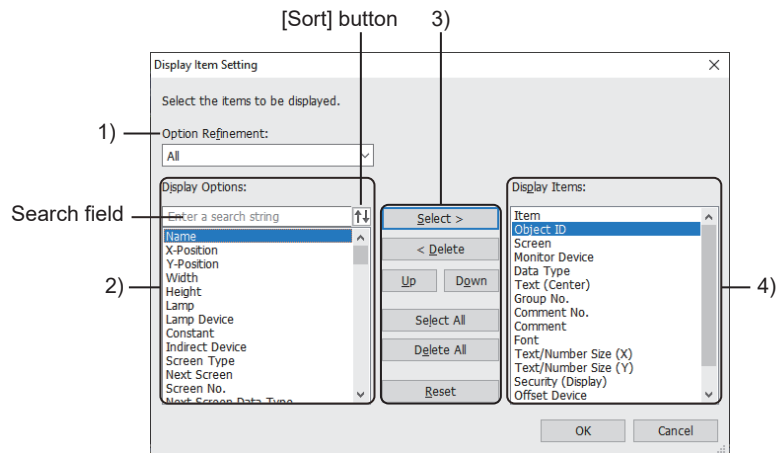 [Sort] button 3)
Display Item Setting
Select the items to be displayed.
1)
Option Refinement:
All
Display Options:
Search field
Enter a search string
2)
Name
X-Position
Y-Position
Width
Height
Lamp
Lamp Device
Constant
Indirect Device
Screen Type
Next Screen
Screen No.
Next Screen Data Type
Select >
< Delete
Up Down
Select All
Delete All
Reset
Display Items:
Item
Object ID
Screen
Monitor Device
Data Type
Text (Center)
Group No.
Comment No.
Comment
Font
Text/Number Size (X)
Text/Number Size (Y)
Security (Display)
Offset Device
4)
OK Cancel